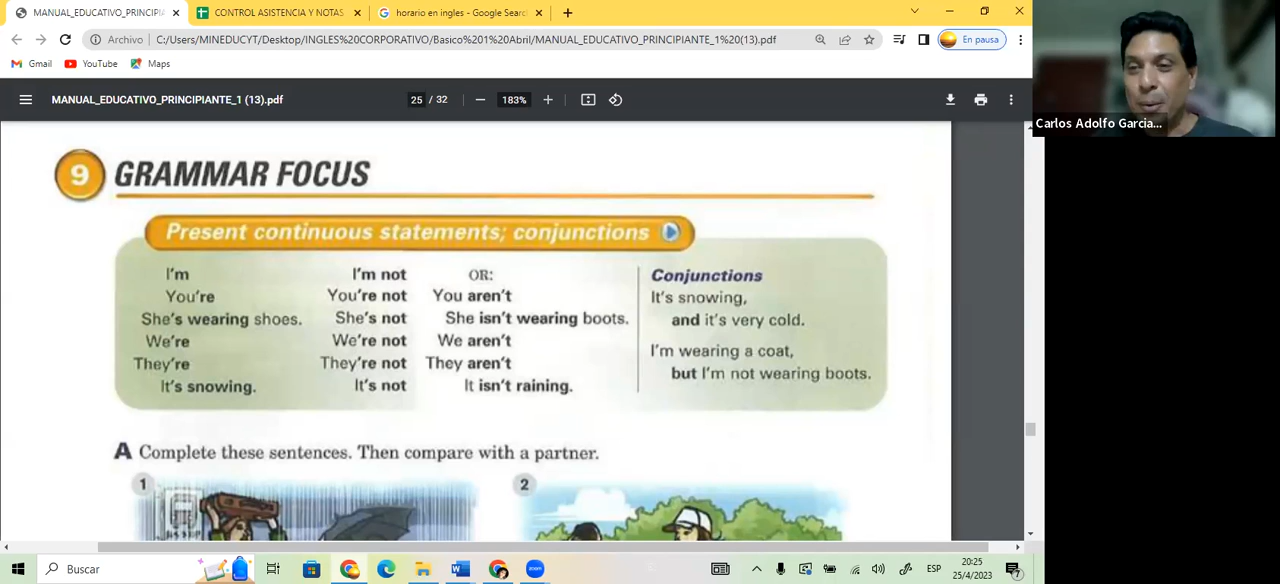 MANUAL_EDUCATIVO_PRINCIPIA
CONTROL ASISTENCIA Y NOTAS
horario en ingles - Google Searc
Archivo
C:/Users/MINEDUCYT/Desktop/INGLES%20CORPORATIVO/Basico%201%20Abril/MANUAL_EDUCATIVO_PRINCIPIANTE_1%20(13).pdf
En pausa
Gmail
YouTube
Maps
Carlos Adolfo Garcia...
MANUAL_EDUCATIVO_PRINCIPIANTE_1 (13).pdf
25 / 32
183%
9 GRAMMAR FOCUS
Present continuous statements; conjunctions
I'm I'm not OR:
You're You're not You aren't
She's wearing shoes. She's not She isn't wearing boots.
We're We're not We aren't
They're They're not They aren't
It's snowing. It's not It isn't raining.
Conjunctions
It's snowing,
and it's very cold.
I'm wearing a coat,
but I'm not wearing boots.
A Complete these sentences. Then compare with a partner.
1
2
Buscar
ESP
20:25
25/4/2023
7